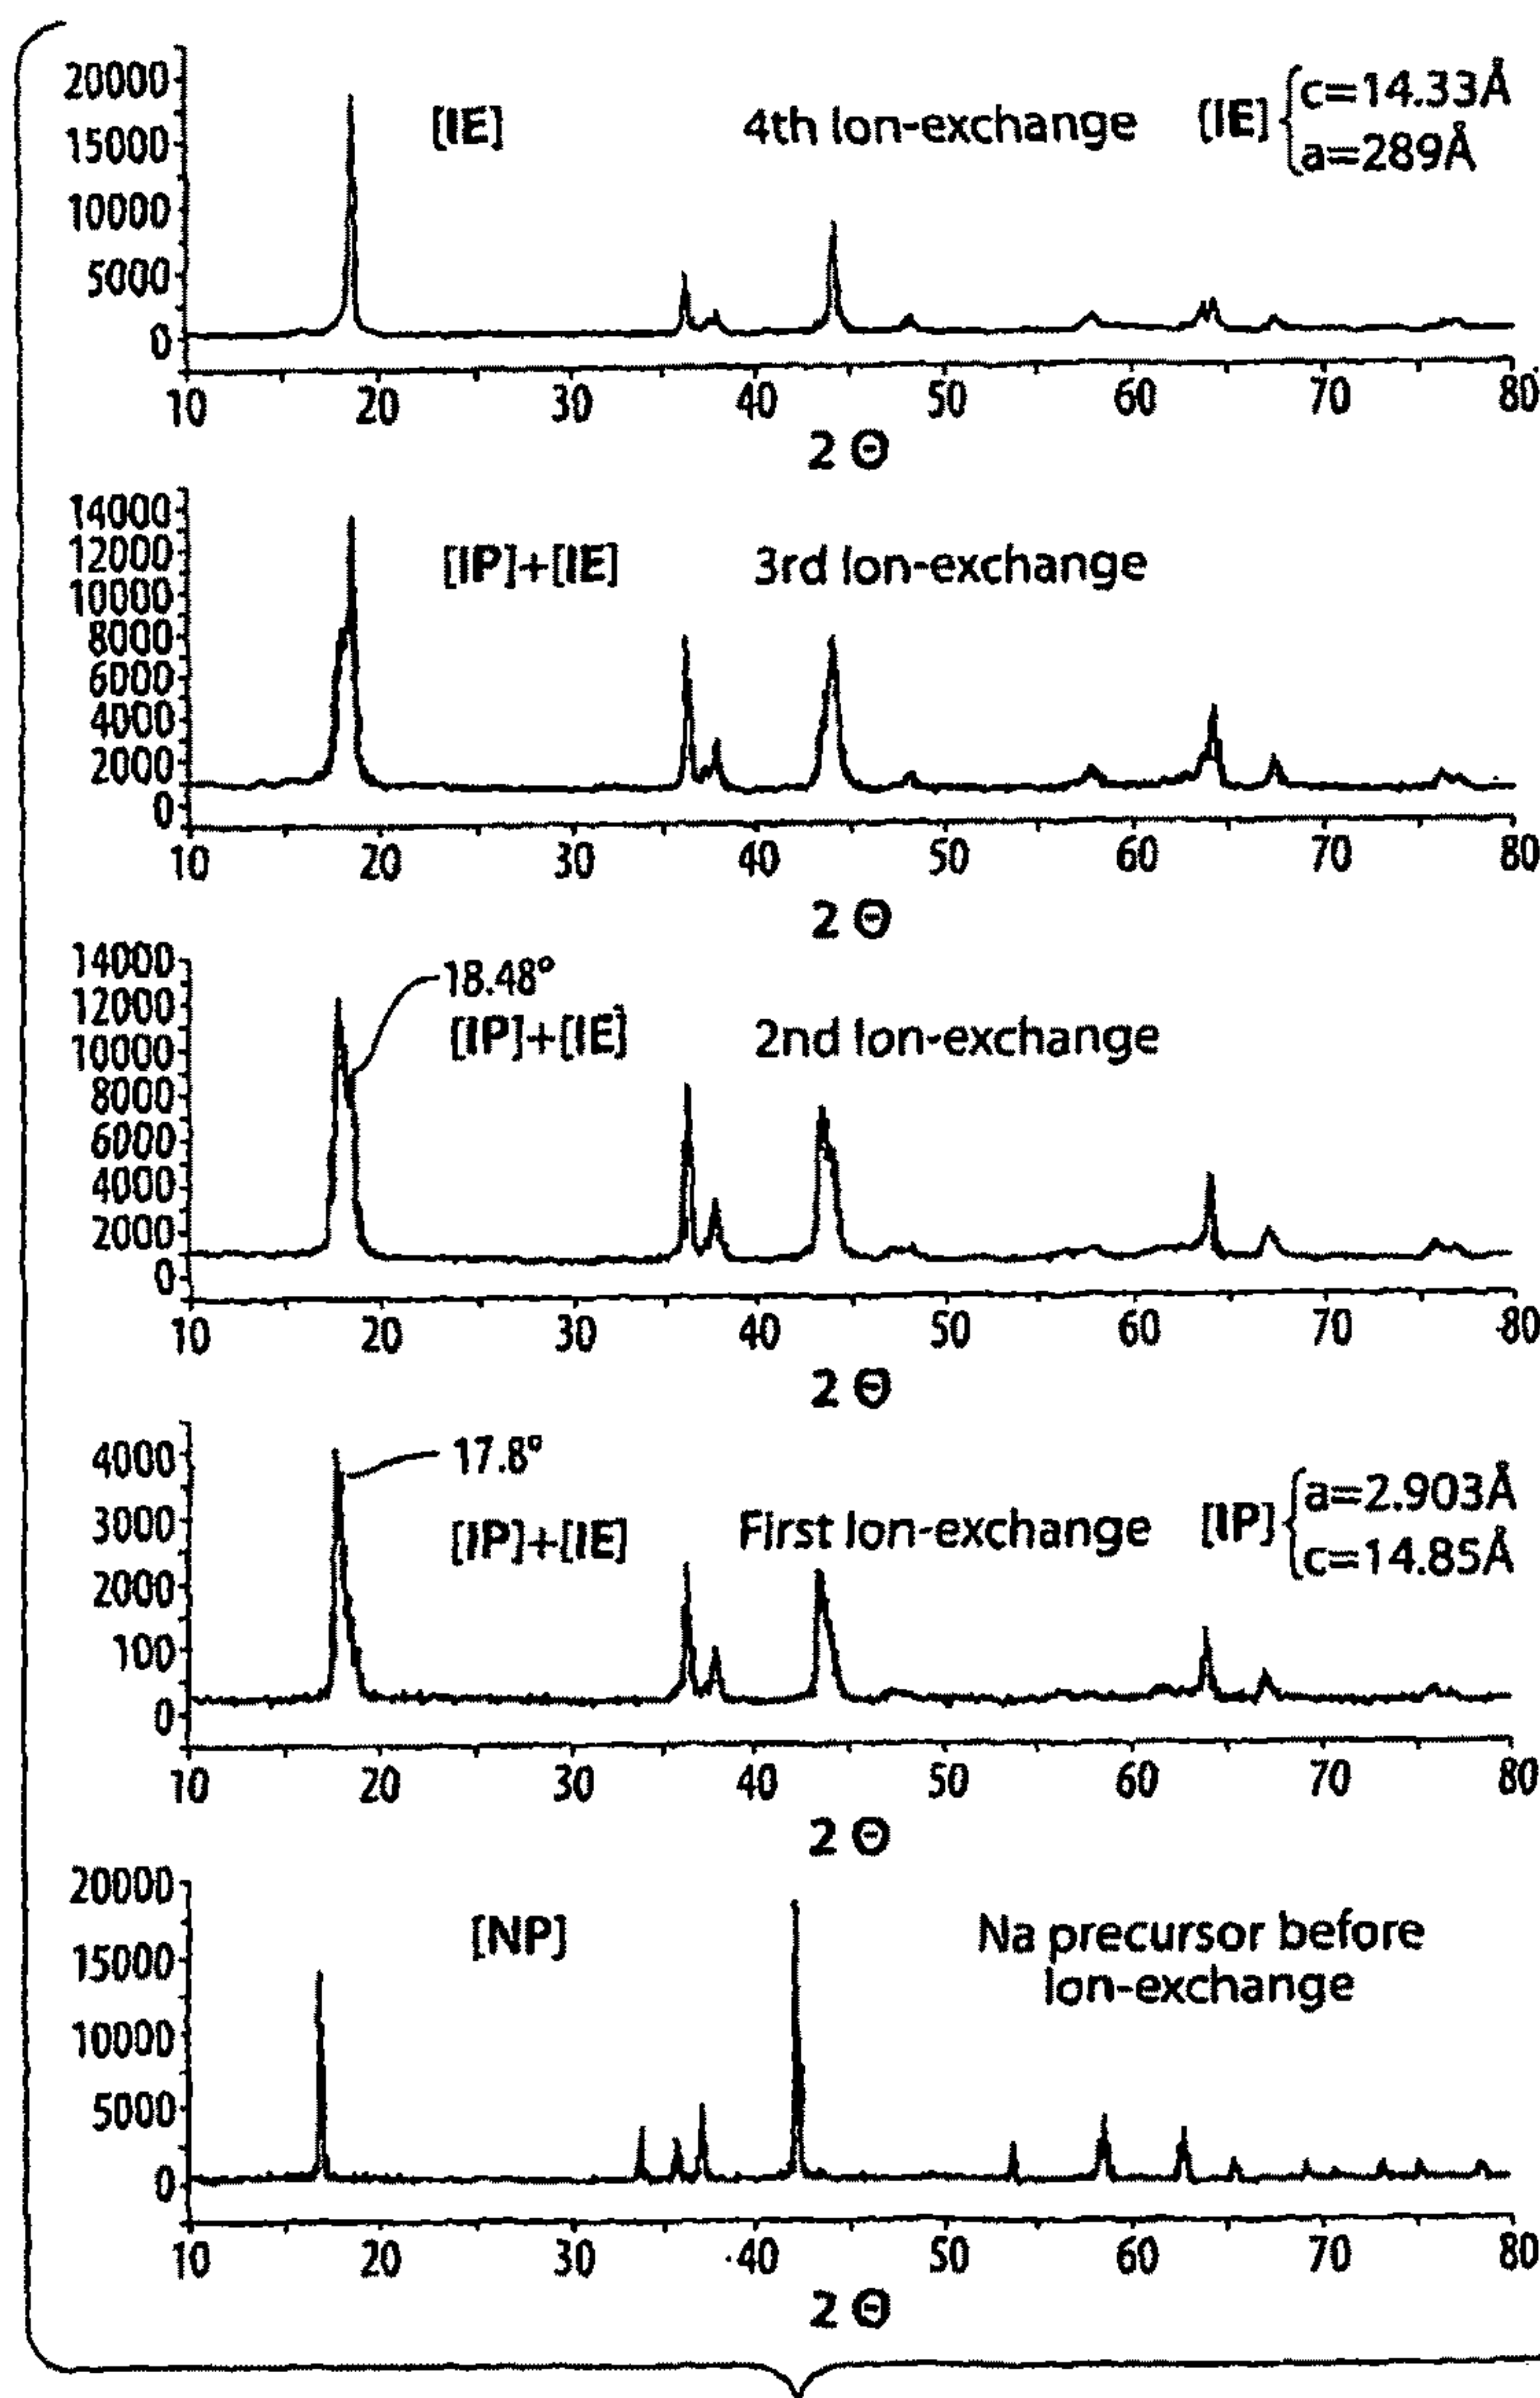 20000
15000
10000
5000
0
[IE]
4th Ion-exchange
[IE] { c=14.33Å
a=289Å
10 20 30 40 50 60 70 80
2 Θ
14000
12000
10000
8000
6000
4000
2000
0
[IP]+[IE]
3rd Ion-exchange
10 20 30 40 50 60 70 80
2 Θ
14000
12000
10000
8000
6000
4000
2000
0
18.48°
[IP]+[IE]
2nd Ion-exchange
10 20 30 40 50 60 70 80
2 Θ
4000
3000
2000
100
0
17.8°
[IP]+[IE]
First Ion-exchange
[IP] { a=2.903Å
c=14.85Å
10 20 30 40 50 60 70 80
2 Θ
20000
15000
10000
5000
0
[NP]
Na precursor before
Ion-exchange
10 20 30 40 50 60 70 80
2 Θ